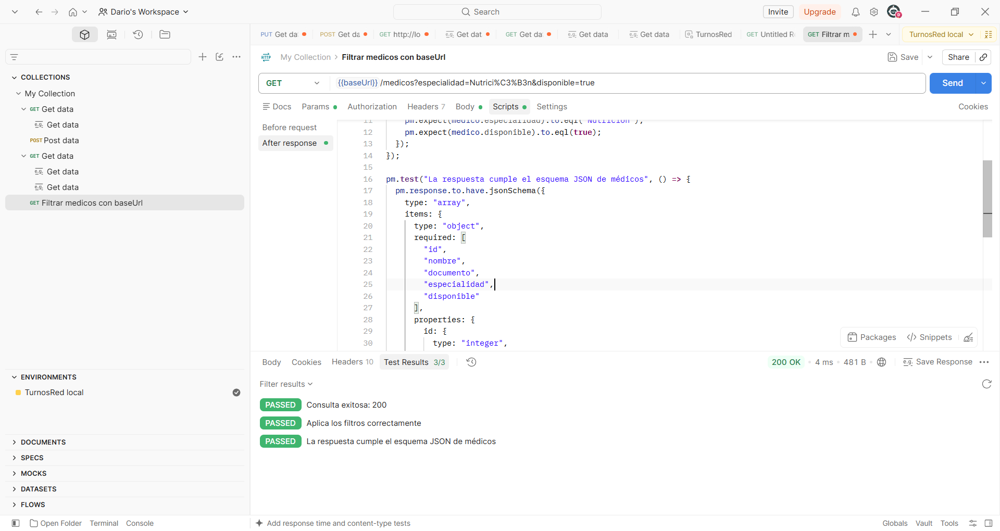 Dario's Workspace
Search
Invite
Upgrade
PUT Get da
POST Get da
GET http://lo
e.g. Get dat
GET Get da
e.g. Get data
e.g. Get data
TurnosRed
GET Untitled R
GET Filtrar m
TurnosRed local
HTTP My Collection > Filtrar medicos con baseUrl
Save
Share
GET
{{baseUrl}} /medicos?especialidad=Nutrici%C3%B3n&disponible=true
Send
Docs
Params
Authorization
Headers 7
Body
Scripts
Settings
Cookies
COLLECTIONS
My Collection
GET Get data
e.g. Get data
POST Post data
GET Get data
e.g. Get data
e.g. Get data
GET Filtrar medicos con baseUrl
ENVIRONMENTS
TurnosRed local
DOCUMENTS
SPECS
MOCKS
DATASETS
FLOWS
Before request
After response
11 pm.expect(medico.especialidad).to.eql("Nutrición");
12 pm.expect(medico.disponible).to.eql(true);
13 });
14 });
15
16 pm.test("La respuesta cumple el esquema JSON de médicos", () => {
17 pm.response.to.have.jsonSchema({
18 type: "array",
19 items: {
20 type: "object",
21 required: [
22 "id",
23 "nombre",
24 "documento",
25 "especialidad",
26 "disponible"
27 ],
28 properties: {
29 id: {
30 type: "integer",
Packages
Snippets
Body
Cookies
Headers 10
Test Results 3/3
200 OK
4 ms
481 B
e.g. Save Response
Filter results
PASSED Consulta exitosa: 200
PASSED Aplica los filtros correctamente
PASSED La respuesta cumple el esquema JSON de médicos
Open Folder
Terminal
Console
Add response time and content-type tests
Globals
Vault
Tools